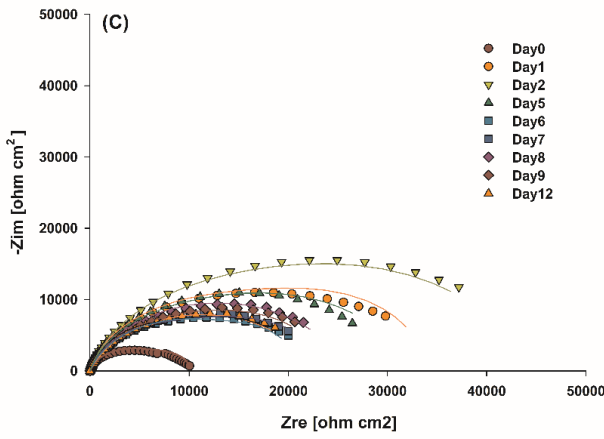 50000
(C)
Day0
Day1
Day2
Day5
Day6
Day7
Day8
Day9
Day12
40000
30000
20000
10000
0
-Zim [ohm cm²]
0
10000
20000
30000
40000
50000
Zre [ohm cm2]